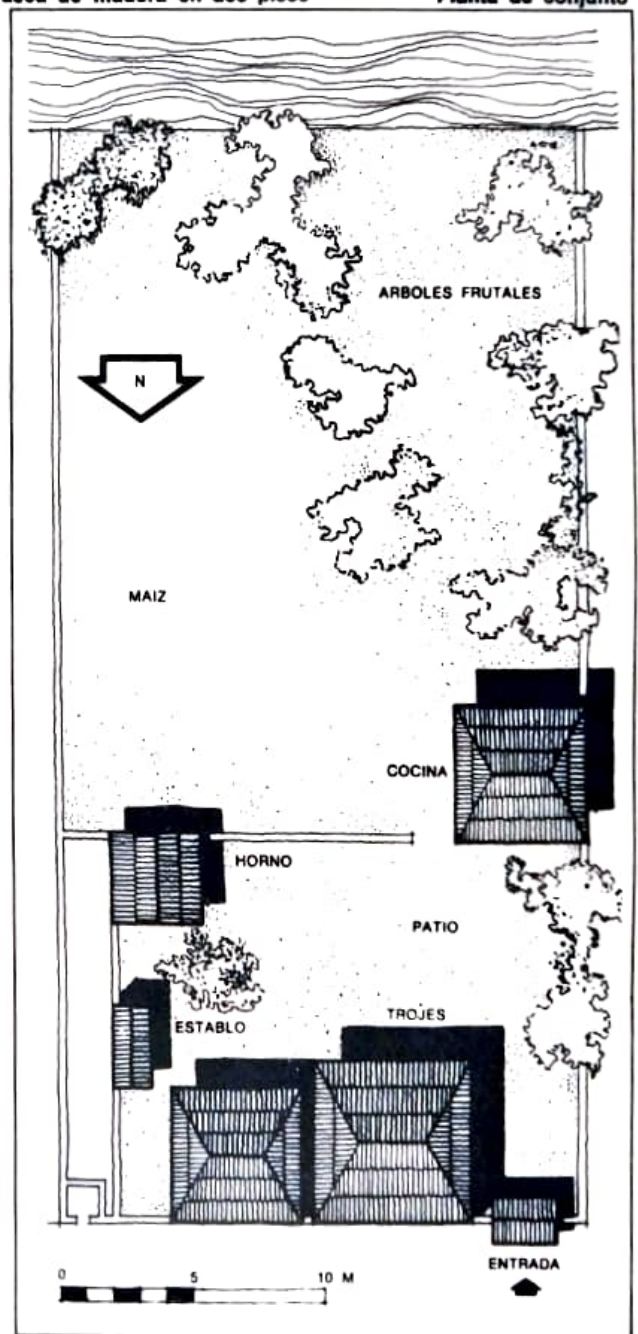 Planta de conjunto
ARBOLES FRUTALES
N
MAIZ
COCINA
HORNO
PATIO
ESTABLO
TROJES
ENTRADA
0 5 10 M